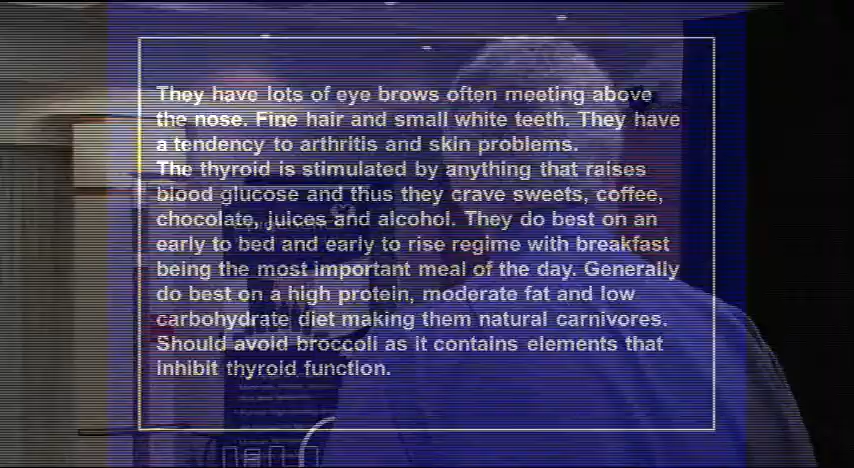 They have lots of eye brows often meeting above
the nose. Fine hair and small white teeth. They have
a tendency to arthritis and skin problems.
The thyroid is stimulated by anything that raises
blood glucose and thus they crave sweets, coffee,
chocolate, juices and alcohol. They do best on an
early to bed and early to rise regime with breakfast
being the most important meal of the day. Generally
do best on a high protein, moderate fat and low
carbohydrate diet making them natural carnivores.
Should avoid broccoli as it contains elements that
inhibit thyroid function.